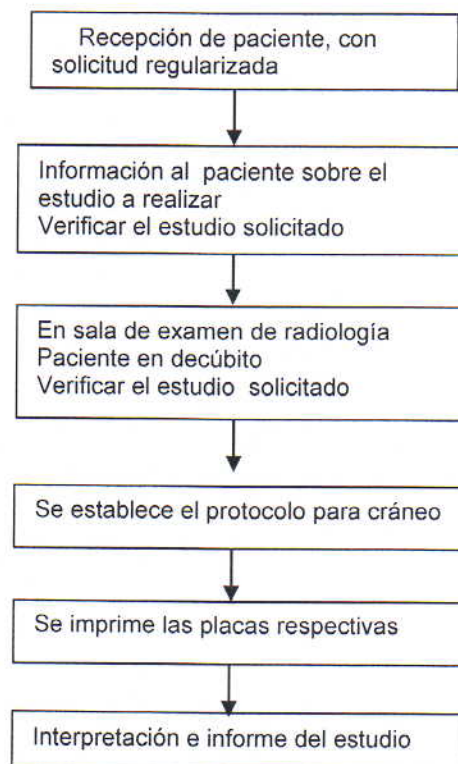 Recepción de paciente, con
solicitud regularizada
Información al paciente sobre el
estudio a realizar
Verificar el estudio solicitado
En sala de examen de radiología
Paciente en decúbito
Verificar el estudio solicitado
Se establece el protocolo para cráneo
Se imprime las placas respectivas
Interpretación e informe del estudio